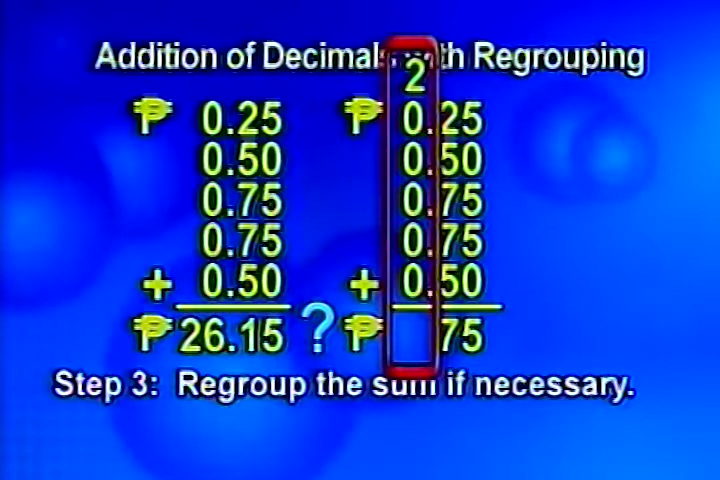 Addition of Decimals with Regrouping
2
₱ 0.25 ₱ 0.25
0.50 0.50
0.75 0.75
0.75 0.75
+ 0.50 + 0.50
₱ 26.15 ? ₱ 75
Step 3: Regroup the sum if necessary.